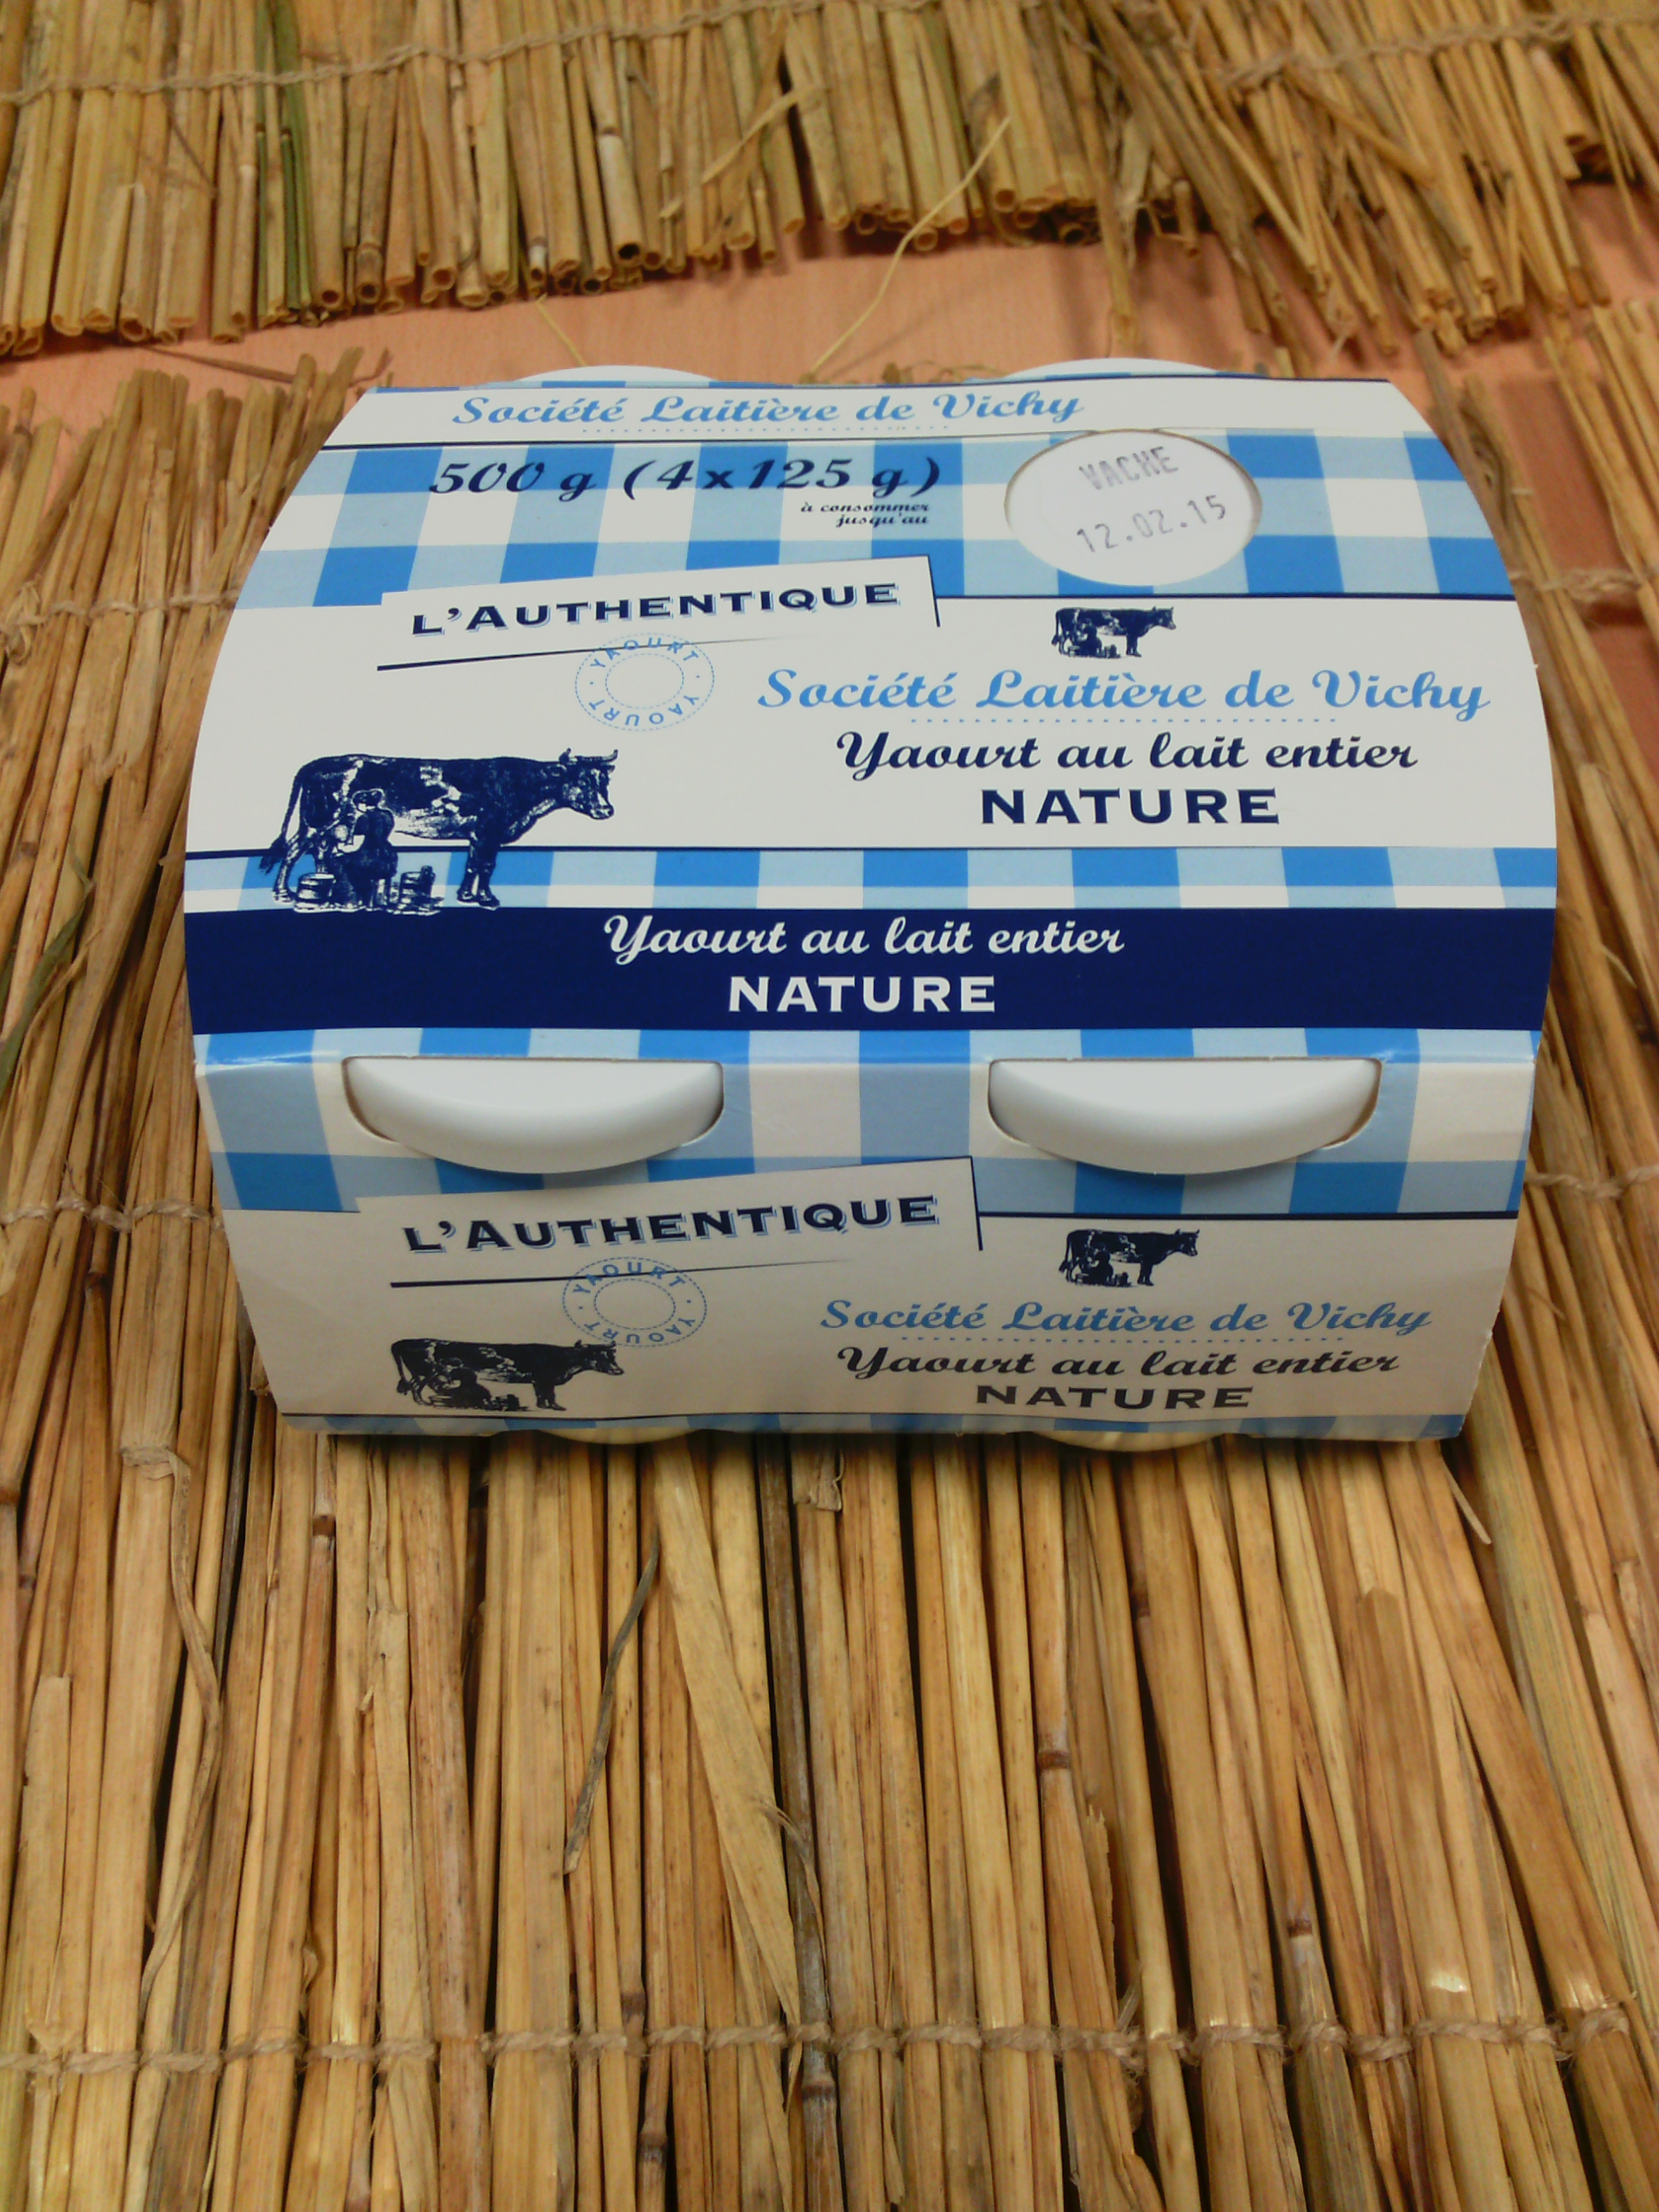 Société Laitière de Vichy
500 g (4x125 g)
à consommer
jusqu'au
VACHE
12.02.15
L'AUTHENTIQUE
YAOURT · YAOURT ·
Société Laitière de Vichy
Yaourt au lait entier
NATURE
Yaourt au lait entier
NATURE
L'AUTHENTIQUE
YAOURT · YAOURT ·
Société Laitière de Vichy
Yaourt au lait entier
NATURE